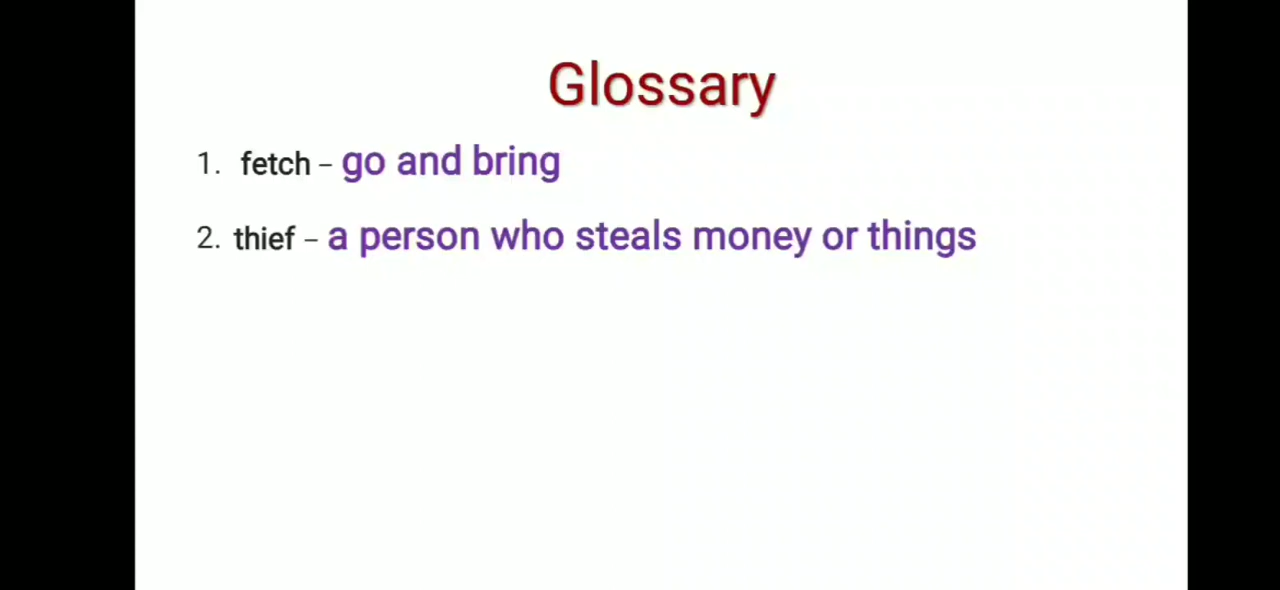 Glossary
1. fetch – go and bring
2. thief – a person who steals money or things